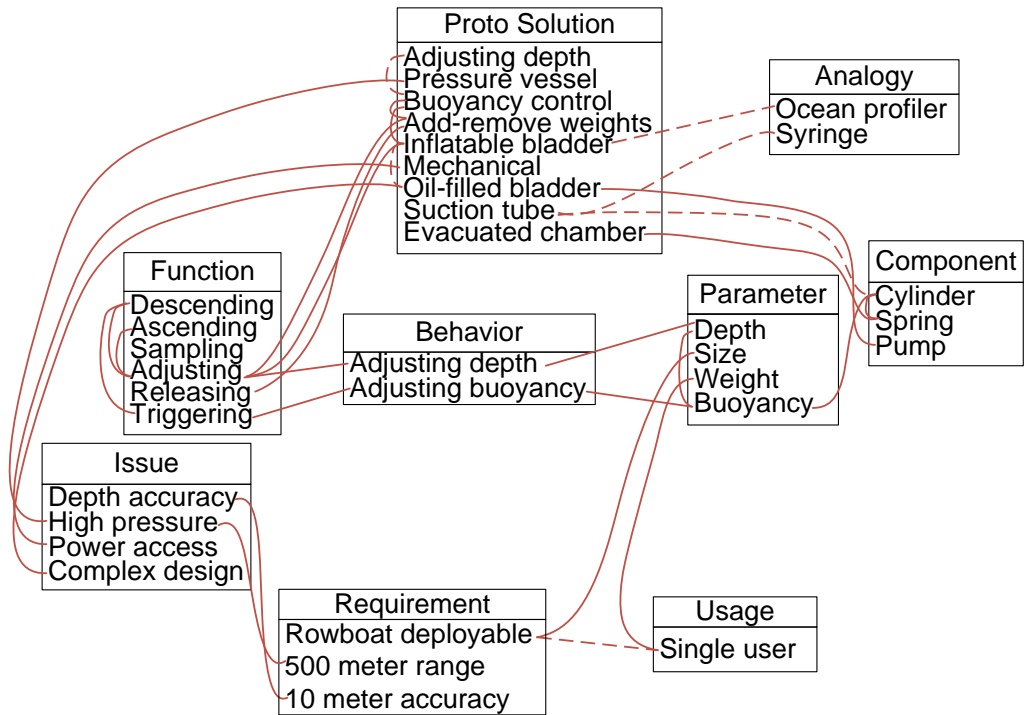 Proto Solution
Adjusting depth
Pressure vessel
Buoyancy control
Add-remove weights
Inflatable bladder
Mechanical
Oil-filled bladder
Suction tube
Evacuated chamber
Analogy
Ocean profiler
Syringe
Function
Descending
Ascending
Sampling
Adjusting
Releasing
Triggering
Behavior
Adjusting depth
Adjusting buoyancy
Parameter
Depth
Size
Weight
Buoyancy
Component
Cylinder
Spring
Pump
Issue
Depth accuracy
High pressure
Power access
Complex design
Requirement
Rowboat deployable
500 meter range
10 meter accuracy
Usage
Single user